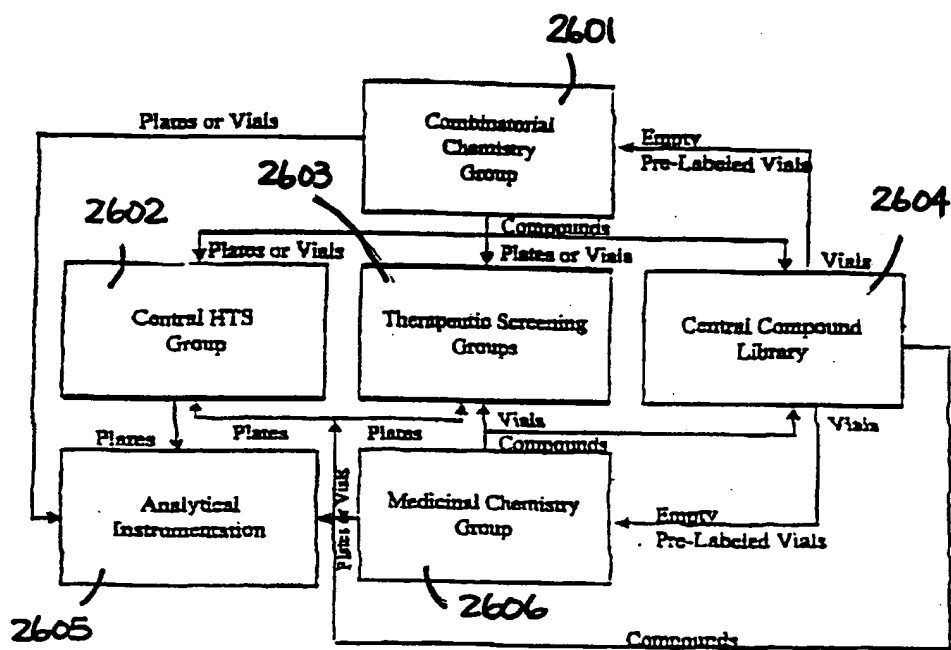 2601
Plates or Vials
Combinatorial
Chemistry
Group
Empty
Pre-Labeled Vials
2603
2604
2602
Compounds
Plates or Vials
Plates or Vials
Vials
Central HTS
Group
Therapeutic Screening
Groups
Central Compound
Library
Plates
Plates
Plates
Vials
Compounds
Vials
Analytical
Instrumentation
Plates or Vials
Medicinal Chemistry
Group
Empty
Pre-Labeled Vials
2605
2606
Compounds